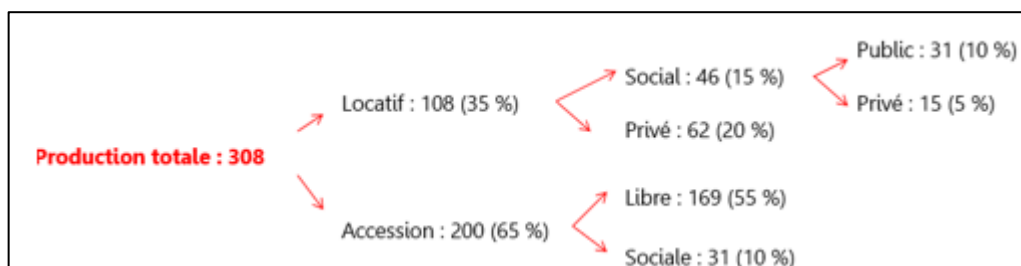 Production totale : 308
Locatif : 108 (35 %)
Social : 46 (15 %)
Public : 31 (10 %)
Privé : 15 (5 %)
Privé : 62 (20 %)
Accession : 200 (65 %)
Libre : 169 (55 %)
Sociale : 31 (10 %)